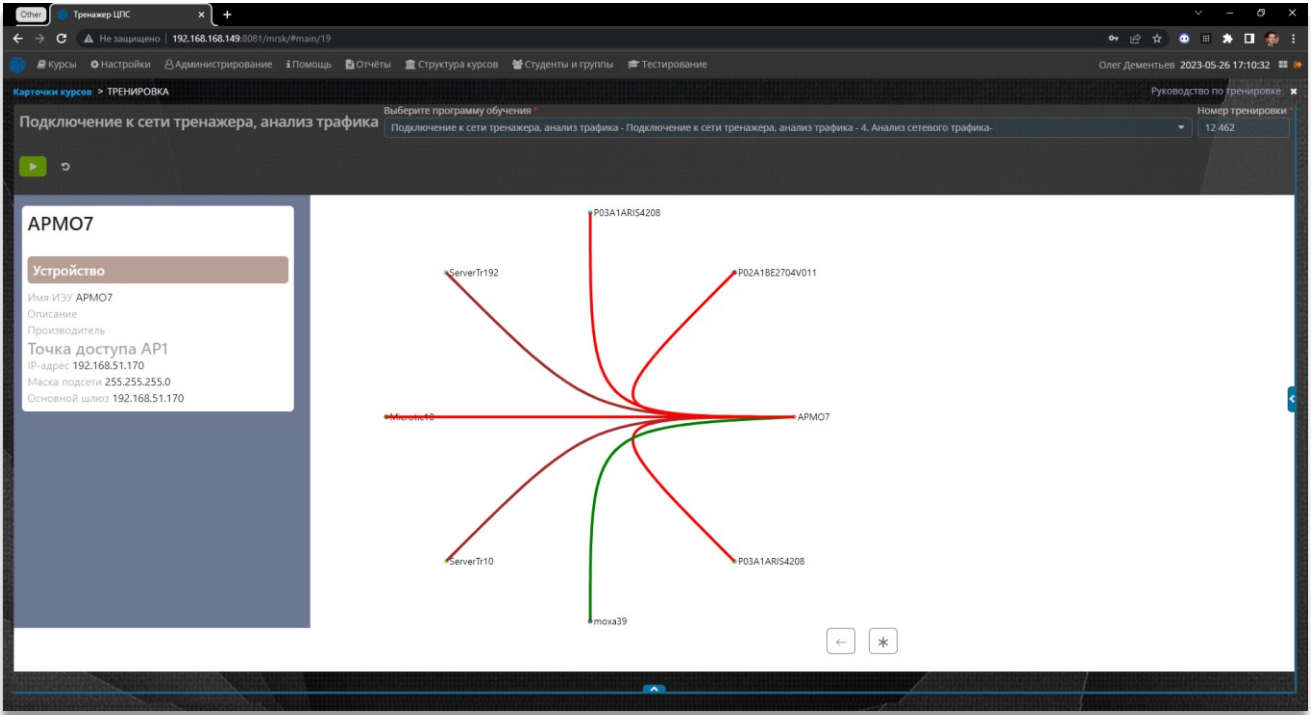 Other Тренажер ЦПС
Не защищено 192.168.168.149:8081/mrsk/#main/19
Курсы Настройки Администрирование Помощь Отчёты Структура курсов Студенты и группы Тестирование Олег Дементьев 2023-05-26 17:10:32
Карточки курсов > ТРЕНИРОВКА Руководство по тренировке
Выберите программу обучения * Номер тренировки *
Подключение к сети тренажера, анализ трафика Подключение к сети тренажера, анализ трафика - Подключение к сети тренажера, анализ трафика - 4. Анализ сетевого трафика- 12 462
АРМО7
Устройство
Имя ИЭУ АРМО7
Описание
Производитель
Точка доступа AP1
IP-адрес 192.168.51.170
Маска подсети 255.255.255.0
Основной шлюз 192.168.51.170
P03A1ARIS4208
ServerTr192
P02A1BE2704V011
Microtic10
АРМО7
ServerTr10
P03A1ARIS4208
moxa39